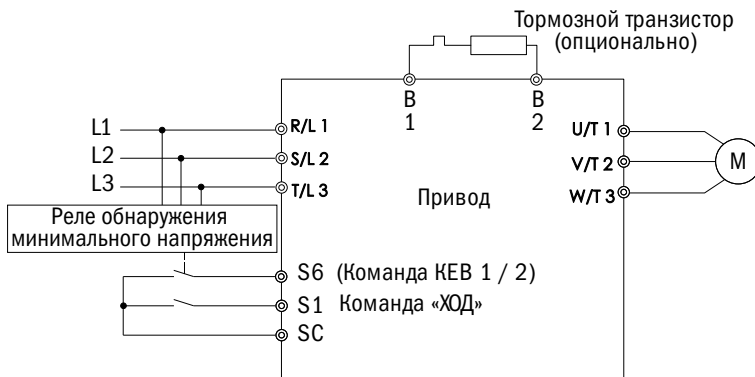 Тормозной транзистор
(опционально)
B
1
B
2
L1
R/L 1
U/T 1
L2
S/L 2
V/T 2
M
L3
T/L 3
W/T 3
Привод
Реле обнаружения
минимального напряжения
S6 (Команда КЕВ 1 / 2)
S1 Команда «ХОД»
SC